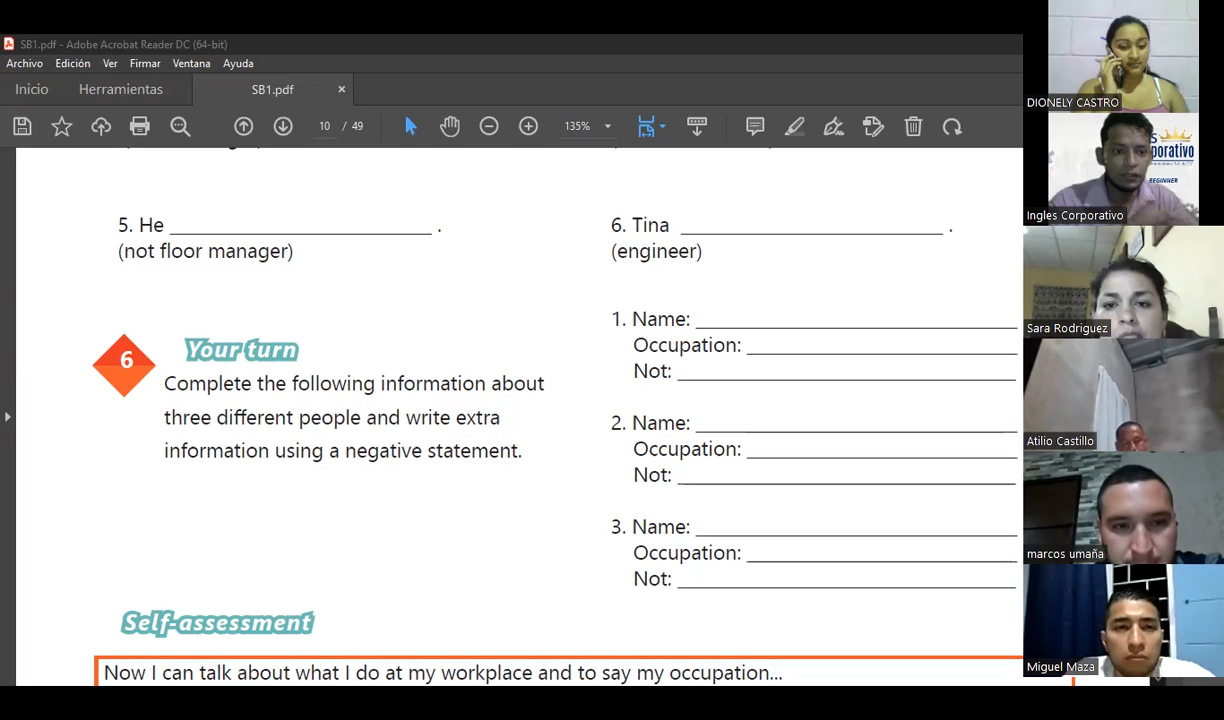 SB1.pdf - Adobe Acrobat Reader DC (64-bit)
Archivo Edición Ver Firmar Ventana Ayuda
Inicio Herramientas SB1.pdf ×
10 / 49 135%
5. He ____________________ .
(not floor manager)
6. Tina ____________________ .
(engineer)
6 Your turn
Complete the following information about
three different people and write extra
information using a negative statement.
1. Name: ____________________
Occupation: ____________________
Not: ____________________
2. Name: ____________________
Occupation: ____________________
Not: ____________________
3. Name: ____________________
Occupation: ____________________
Not: ____________________
Self-assessment
Now I can talk about what I do at my workplace and to say my occupation...
DIONELY CASTRO
BEGINNER
Ingles Corporativo
Sara Rodriguez
Atilio Castillo
marcos umaña
Miguel Maza